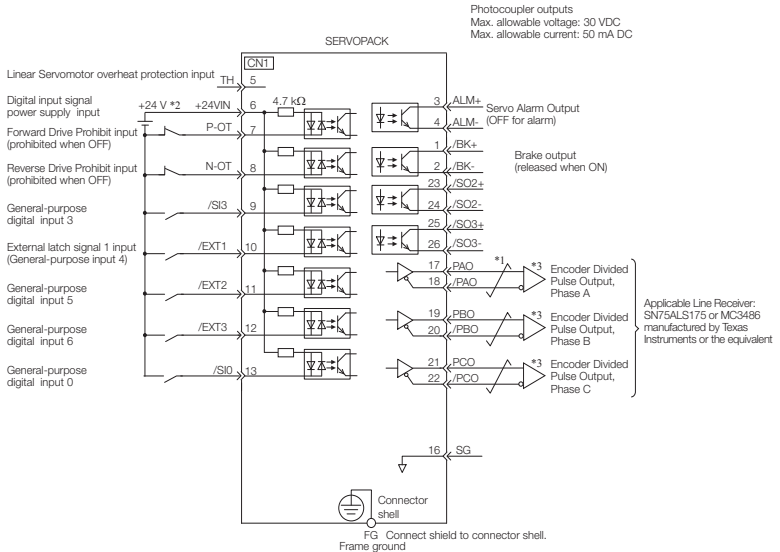 Photocoupler outputs
Max. allowable voltage: 30 VDC
Max. allowable current: 50 mA DC
SERVOPACK
CN1
Linear Servomotor overheat protection input
TH 5
Digital input signal
power supply input
+24 V *2 +24VIN 6 4.7 kΩ
Forward Drive Prohibit input
(prohibited when OFF)
P-OT 7
Reverse Drive Prohibit input
(prohibited when OFF)
N-OT 8
General-purpose
digital input 3
/SI3 9
External latch signal 1 input
(General-purpose input 4)
/EXT1 10
General-purpose
digital input 5
/EXT2 11
General-purpose
digital input 6
/EXT3 12
General-purpose
digital input 0
/SI0 13
3 ALM+
4 ALM-
Servo Alarm Output
(OFF for alarm)
1 /BK+
2 /BK-
Brake output
(released when ON)
23 /SO2+
24 /SO2-
25 /SO3+
26 /SO3-
17 PAO
18 /PAO
*1
*3
Encoder Divided
Pulse Output,
Phase A
19 PBO
20 /PBO
*3
Encoder Divided
Pulse Output,
Phase B
21 PCO
22 /PCO
*3
Encoder Divided
Pulse Output,
Phase C
Applicable Line Receiver:
SN75ALS175 or MC3486
manufactured by Texas
Instruments or the equivalent
16 SG
Connector
shell
FG Connect shield to connector shell.
Frame ground